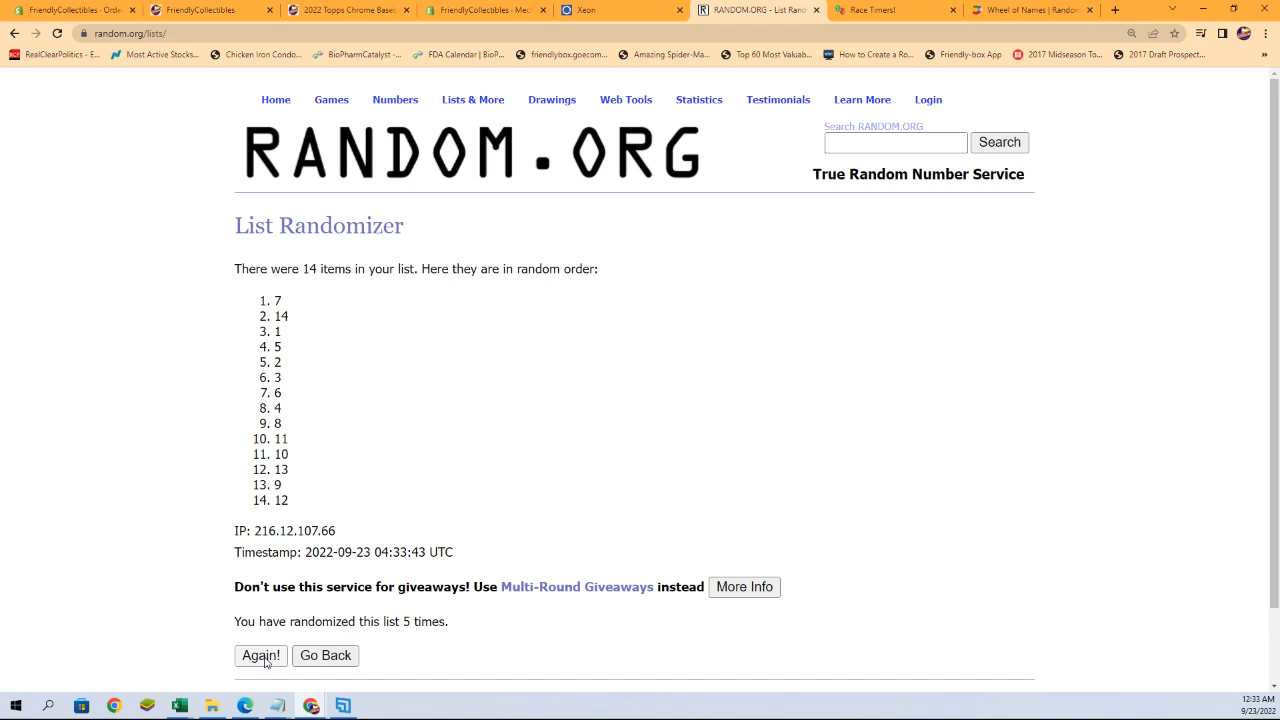 FriendlyCollectibles - Orde
FriendlyCollectibles
2022 Topps Chrome Baseb
FriendlyCollectibles - Mech
Xeon
RANDOM.ORG - List Rand
Race Timers!
Wheel of Names | Random
random.org/lists/
RealClearPolitics - E...
Most Active Stocks...
Chicken Iron Condo...
BioPharmCatalyst -...
FDA Calendar | BioP...
friendlybox.goecom...
Amazing Spider-Ma...
Top 60 Most Valuab...
How to Create a Ro...
Friendly-box App
2017 Midseason To...
2017 Draft Prospect...
»
Home Games Numbers Lists & More Drawings Web Tools Statistics Testimonials Learn More Login
RANDOM.ORG
Search RANDOM.ORG
Search
True Random Number Service
List Randomizer
There were 14 items in your list. Here they are in random order:
1. 7
2. 14
3. 1
4. 5
5. 2
6. 3
7. 6
8. 4
9. 8
10. 11
11. 10
12. 13
13. 9
14. 12
IP: 216.12.107.66
Timestamp: 2022-09-23 04:33:43 UTC
Don't use this service for giveaways! Use Multi-Round Giveaways instead More Info
You have randomized this list 5 times.
Again! Go Back
12:33 AM
9/23/2022